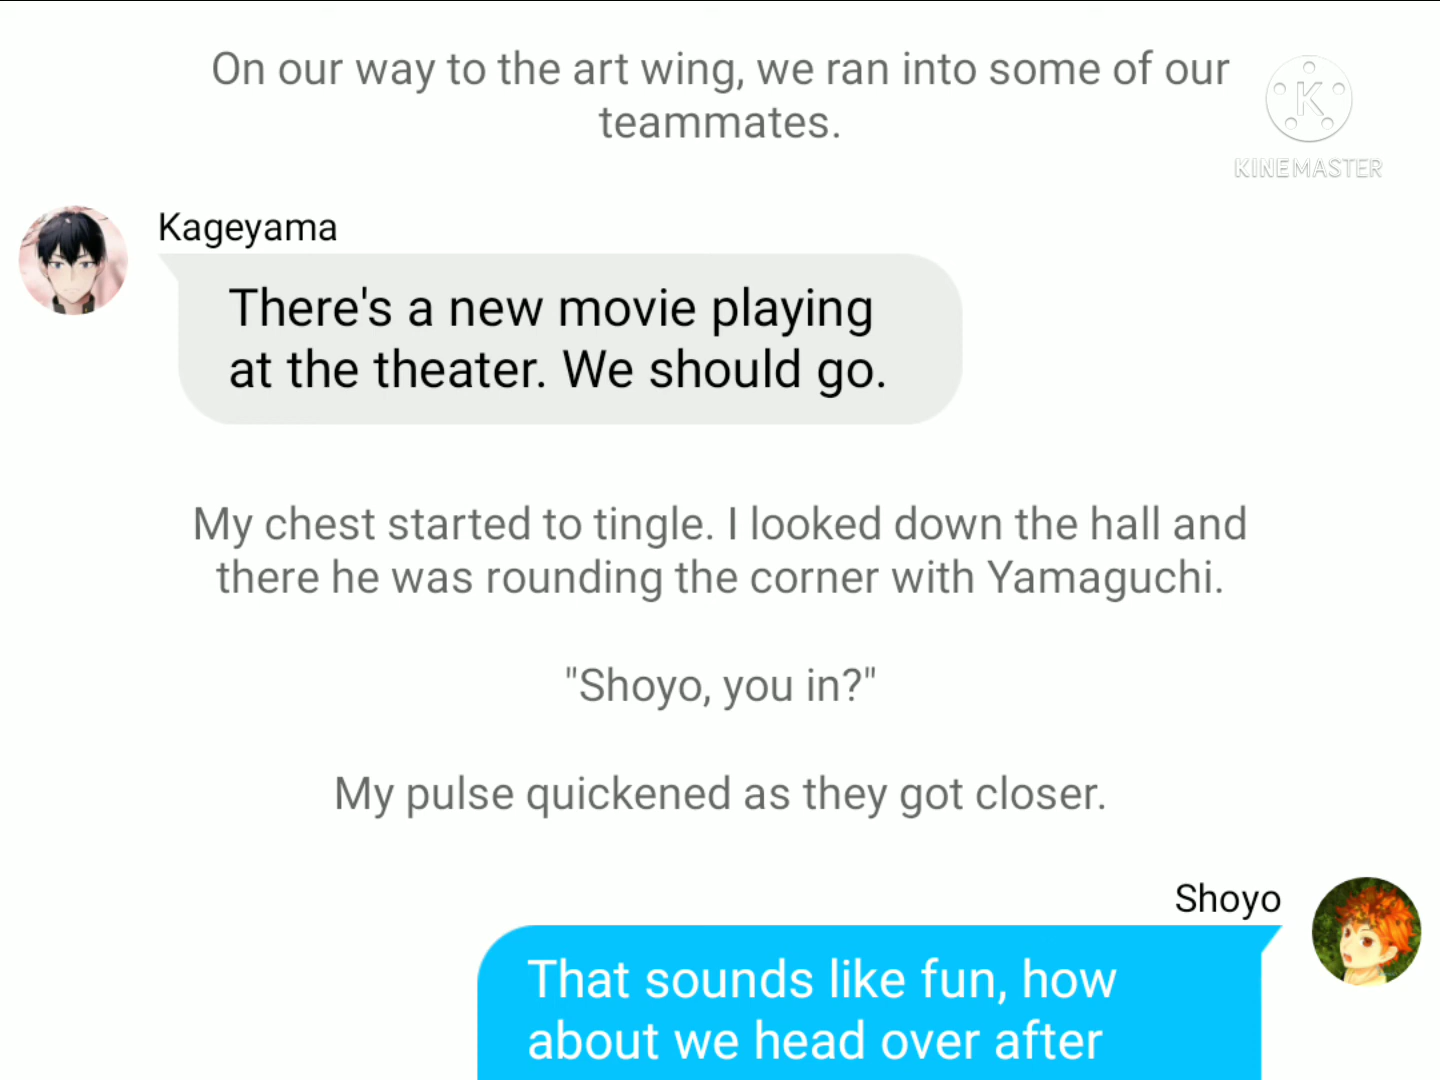 On our way to the art wing, we ran into some of our
teammates.
KINEMASTER
Kageyama
There's a new movie playing
at the theater. We should go.
My chest started to tingle. I looked down the hall and
there he was rounding the corner with Yamaguchi.
"Shoyo, you in?"
My pulse quickened as they got closer.
Shoyo
That sounds like fun, how
about we head over after